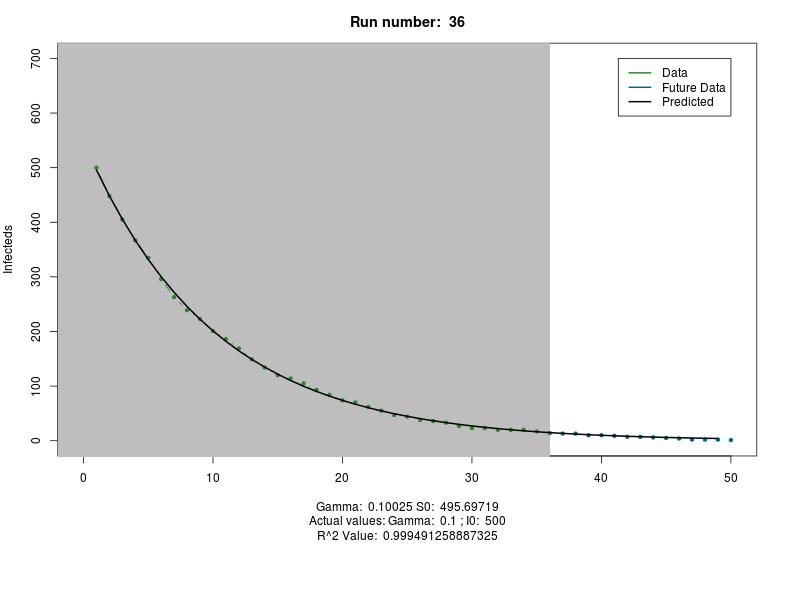 Run number: 36
700
600
500
400
300
200
100
0
Infecteds
Data
Future Data
Predicted
0 10 20 30 40 50
Gamma: 0.10025 S0: 495.69719
Actual values: Gamma: 0.1 ; I0: 500
R^2 Value: 0.999491258887325